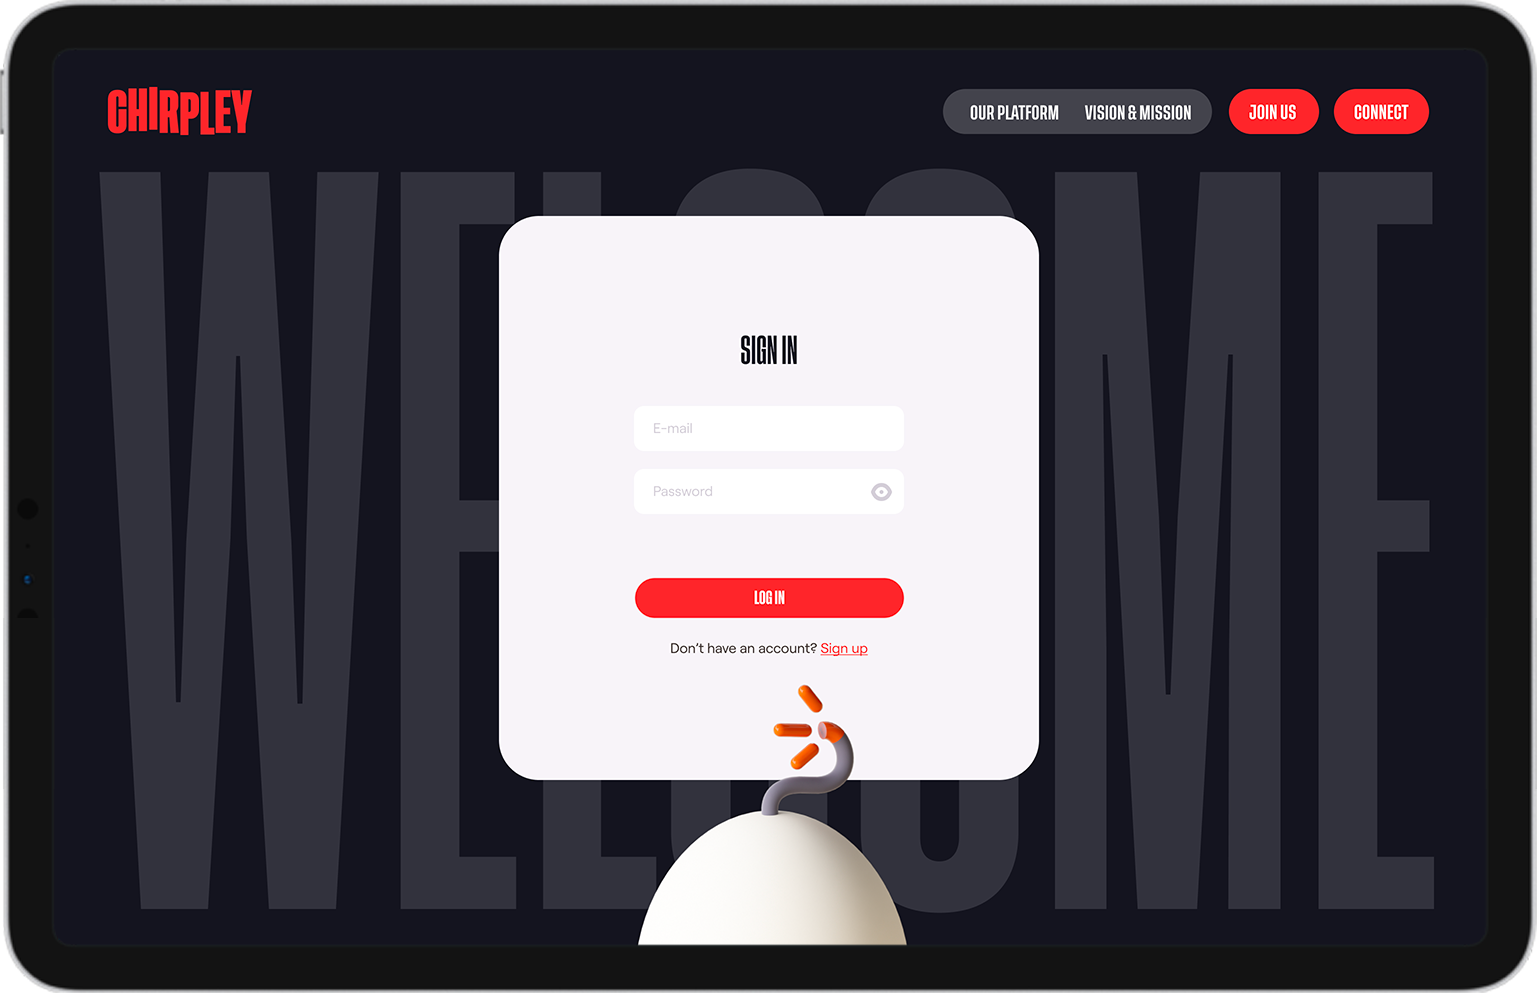 CHIRPLEY
OUR PLATFORM VISION & MISSION JOIN US CONNECT
WELCOME
SIGN IN
E-mail
Password
LOG IN
Don't have an account? Sign up